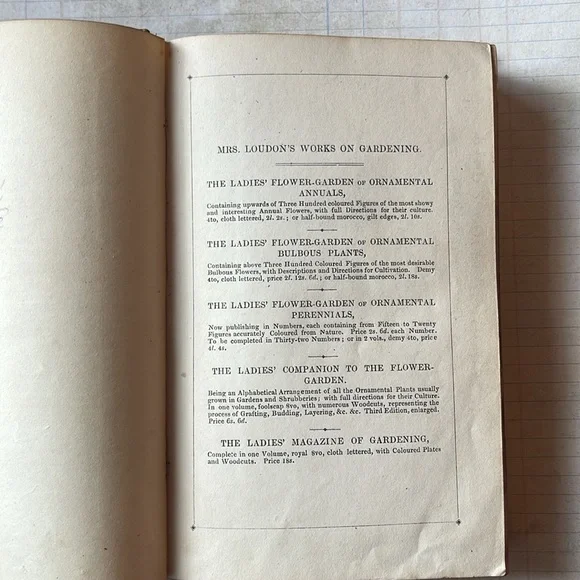 MRS. LOUDON'S WORKS ON GARDENING.
THE LADIES' FLOWER-GARDEN OF ORNAMENTAL
ANNUALS,
Containing upwards of Three Hundred coloured Figures of the most showy
and interesting Annual Flowers, with full Directions for their culture.
4to, cloth lettered, 2l. 2s.; or half-bound morocco, gilt edges, 2l. 10s.
THE LADIES' FLOWER-GARDEN OF ORNAMENTAL
BULBOUS PLANTS,
Containing above Three Hundred Coloured Figures of the most desirable
Bulbous Flowers, with Descriptions and Directions for Cultivation. Demy
4to, cloth lettered, price 2l. 12s. 6d.; or half-bound morocco, 2l. 18s.
THE LADIES' FLOWER-GARDEN OF ORNAMENTAL
PERENNIALS,
Now publishing in Numbers, each containing from Fifteen to Twenty
Figures accurately Coloured from Nature. Price 2s. 6d. each Number.
To be completed in Thirty-two Numbers; or in 2 vols., demy 4to, price
4l. 4s.
THE LADIES' COMPANION TO THE FLOWER-
GARDEN.
Being an Alphabetical Arrangement of all the Ornamental Plants usually
grown in Gardens and Shrubberies; with full directions for their Culture.
In one volume, foolscap 8vo, with numerous Woodcuts, representing the
process of Grafting, Budding, Layering, &c. &c. Third Edition, enlarged.
Price 6s. 6d.
THE LADIES' MAGAZINE OF GARDENING,
Complete in one Volume, royal 8vo, cloth lettered, with Coloured Plates
and Woodcuts. Price 18s.